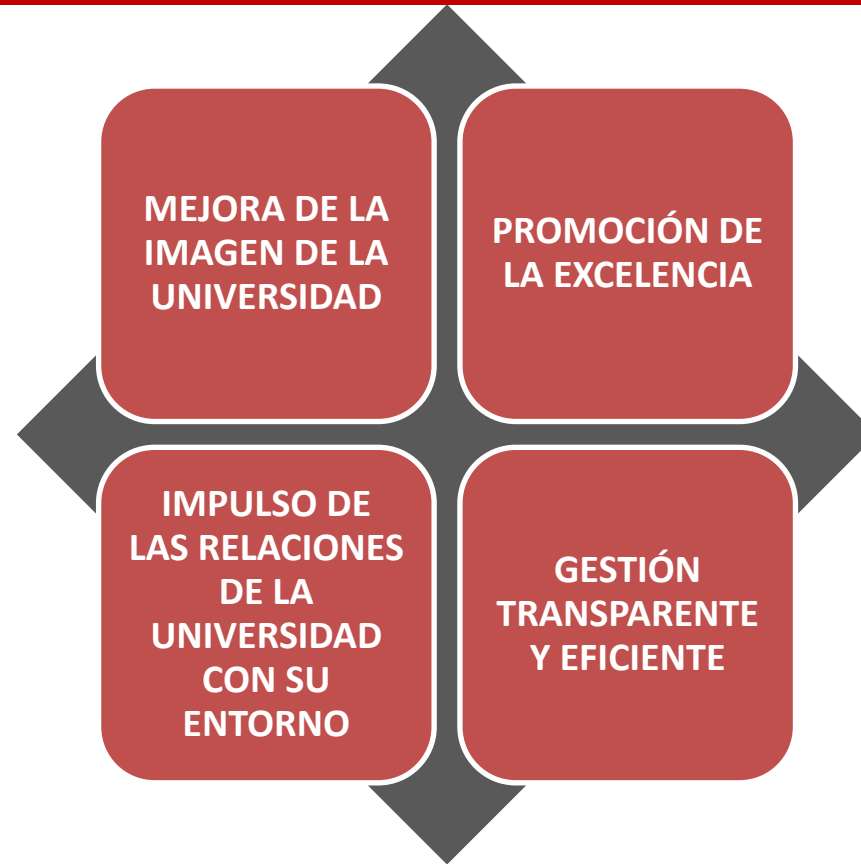 MEJORA DE LA
IMAGEN DE LA
UNIVERSIDAD
PROMOCIÓN DE
LA EXCELENCIA
IMPULSO DE
LAS RELACIONES
DE LA
UNIVERSIDAD
CON SU
ENTORNO
GESTIÓN
TRANSPARENTE
Y EFICIENTE